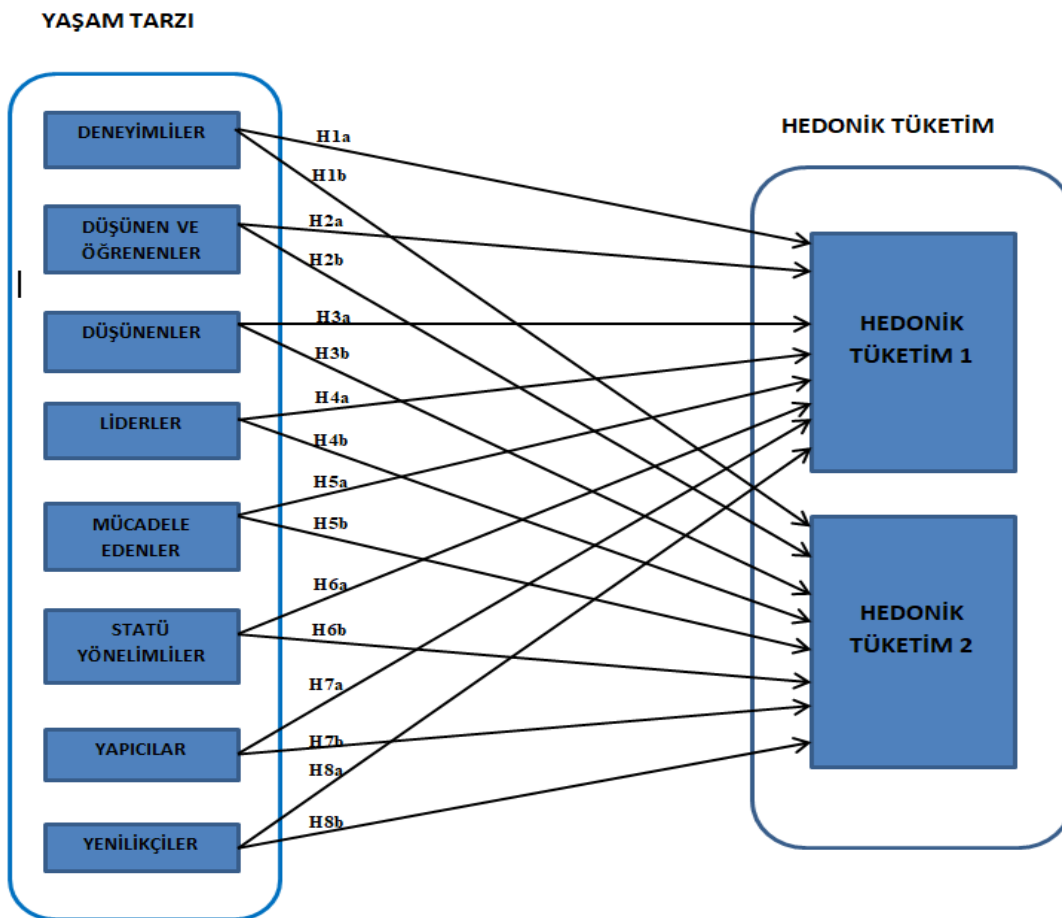 YAŞAM TARZI
DENEYİMLİLER
DÜŞÜNEN VE
ÖĞRENENLER
DÜŞÜNENLER
LİDERLER
MÜCADELE
EDENLER
STATÜ
YÖNELİMLİLER
YAPICILAR
YENİLİKÇİLER
H1a
H1b
H2a
H2b
H3a
H3b
H4a
H4b
H5a
H5b
H6a
H6b
H7a
H7b
H8a
H8b
HEDONİK TÜKETİM
HEDONİK
TÜKETİM 1
HEDONİK
TÜKETİM 2